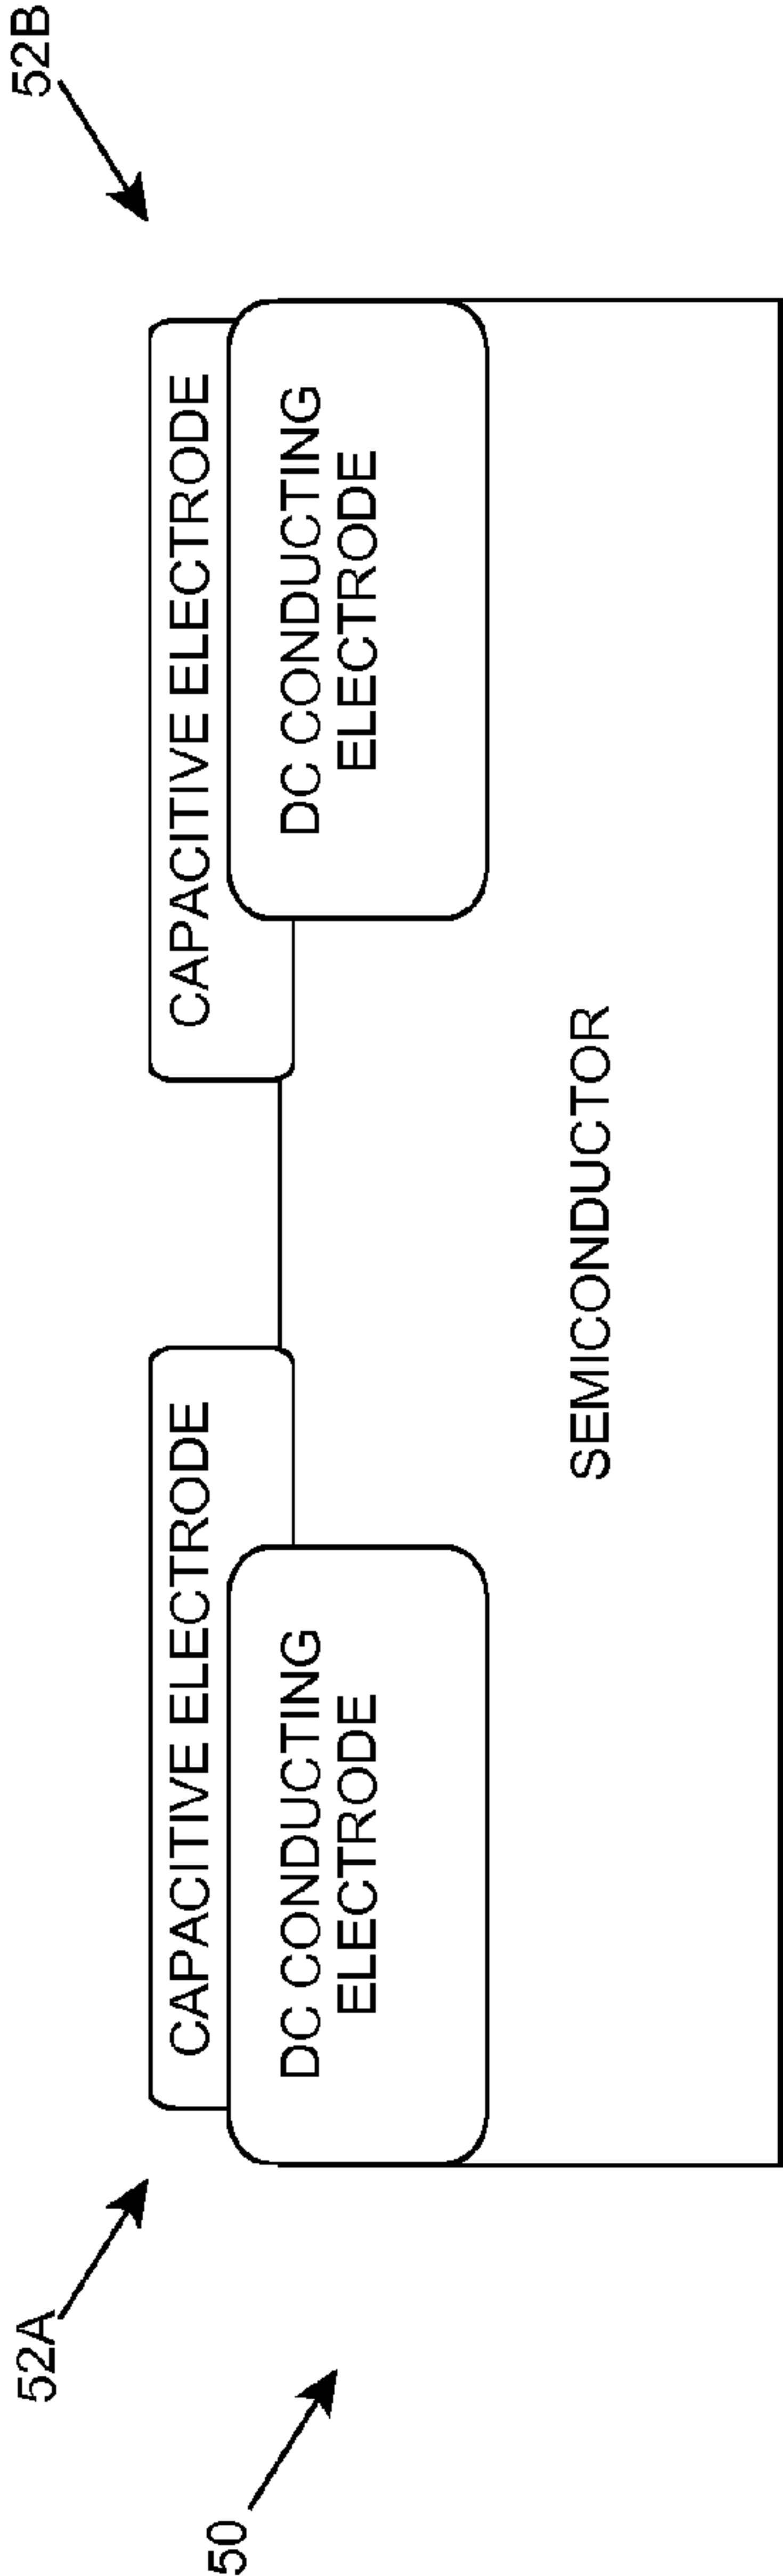 52A
52B
50
CAPACITIVE ELECTRODE
CAPACITIVE ELECTRODE
DC CONDUCTING
ELECTRODE
DC CONDUCTING
ELECTRODE
SEMICONDUCTOR